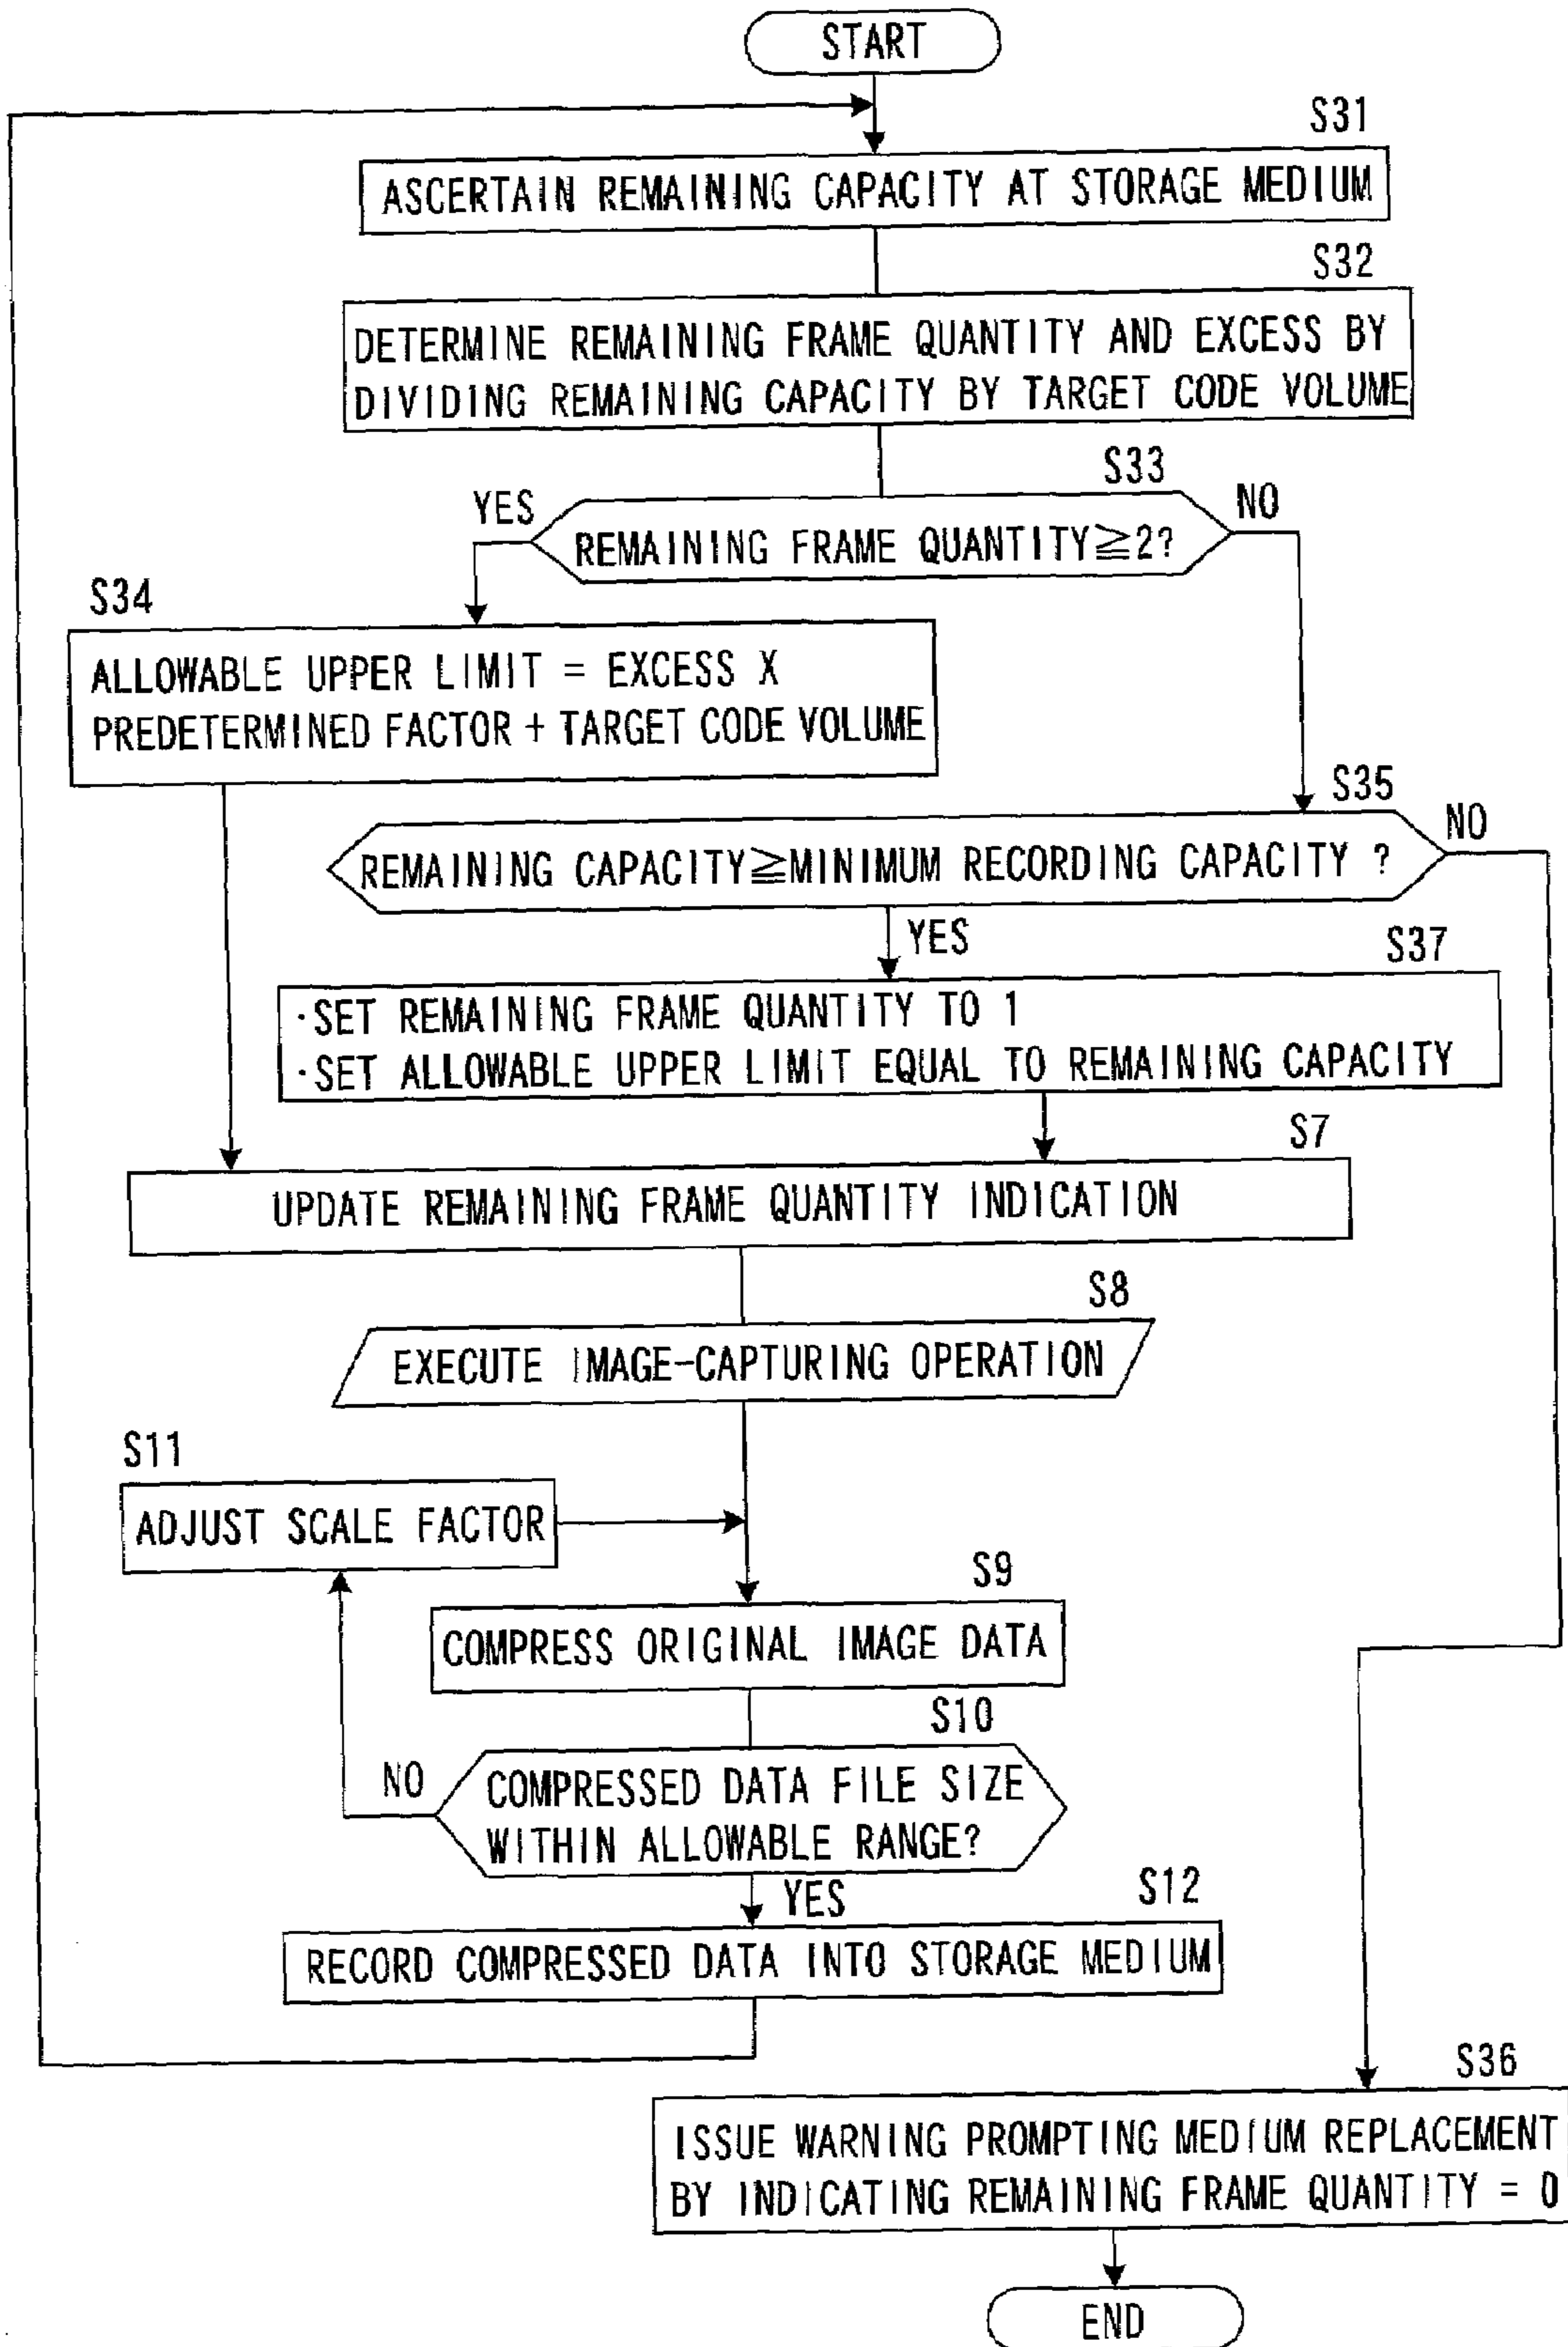 START
S31
ASCERTAIN REMAINING CAPACITY AT STORAGE MEDIUM
S32
DETERMINE REMAINING FRAME QUANTITY AND EXCESS BY
DIVIDING REMAINING CAPACITY BY TARGET CODE VOLUME
S33
YES
NO
REMAINING FRAME QUANTITY≧2?
S34
ALLOWABLE UPPER LIMIT = EXCESS X
PREDETERMINED FACTOR + TARGET CODE VOLUME
S35
NO
REMAINING CAPACITY≧MINIMUM RECORDING CAPACITY ?
YES
S37
·SET REMAINING FRAME QUANTITY TO 1
·SET ALLOWABLE UPPER LIMIT EQUAL TO REMAINING CAPACITY
S7
UPDATE REMAINING FRAME QUANTITY INDICATION
S8
EXECUTE IMAGE-CAPTURING OPERATION
S11
ADJUST SCALE FACTOR
S9
COMPRESS ORIGINAL IMAGE DATA
S10
NO
COMPRESSED DATA FILE SIZE
WITHIN ALLOWABLE RANGE?
YES
S12
RECORD COMPRESSED DATA INTO STORAGE MEDIUM
S36
ISSUE WARNING PROMPTING MEDIUM REPLACEMENT
BY INDICATING REMAINING FRAME QUANTITY = 0
END